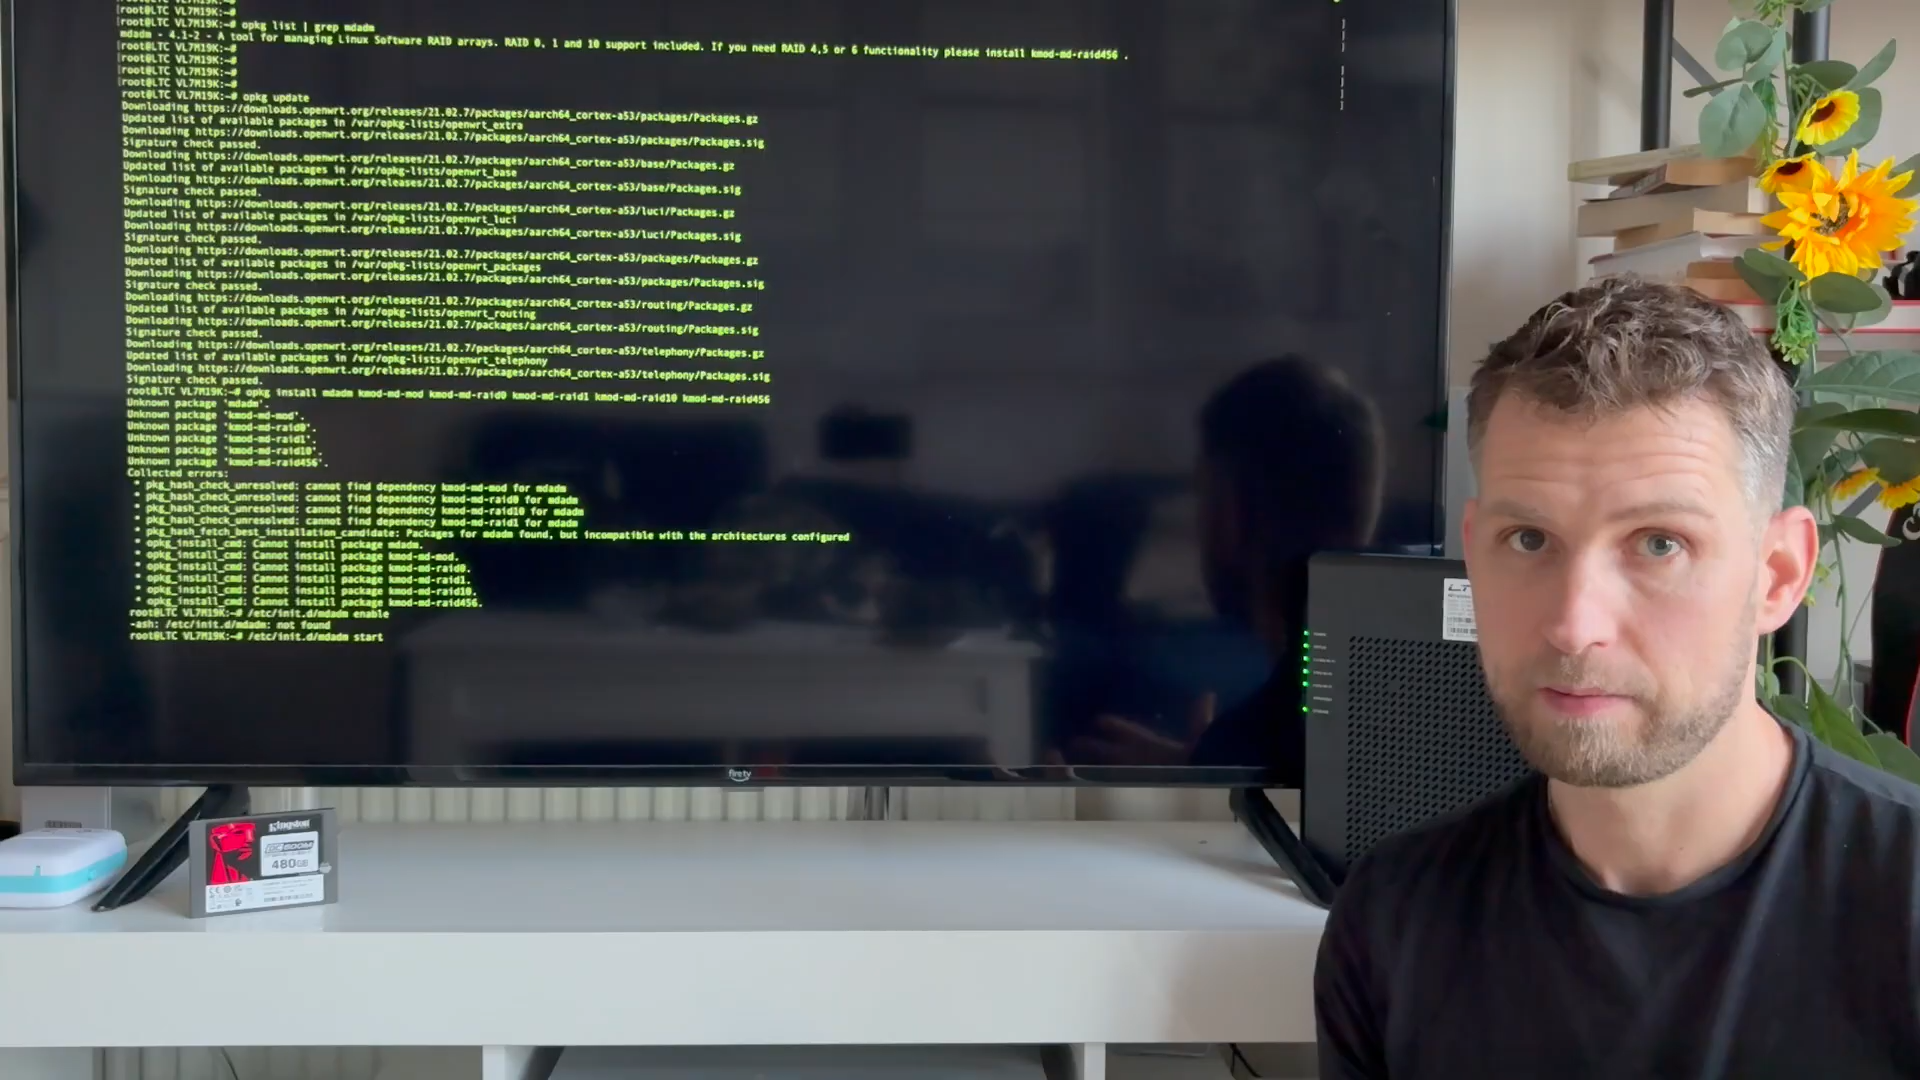 root@LTC VL7M19K:~#
root@LTC VL7M19K:~#
root@LTC VL7M19K:~# opkg list | grep mdadm
mdadm - 4.1-2 - A tool for managing Linux Software RAID arrays. RAID 0, 1 and 10 support included. If you need RAID 4,5 or 6 functionality please install kmod-md-raid456 .
[root@LTC VL7M19K:~#
[root@LTC VL7M19K:~#
[root@LTC VL7M19K:~#
[root@LTC VL7M19K:~#
root@LTC VL7M19K:~# opkg update
Downloading https://downloads.openwrt.org/releases/21.02.7/packages/aarch64_cortex-a53/packages/Packages.gz
Updated list of available packages in /var/opkg-lists/openwrt_extra
Downloading https://downloads.openwrt.org/releases/21.02.7/packages/aarch64_cortex-a53/packages/Packages.sig
Signature check passed.
Downloading https://downloads.openwrt.org/releases/21.02.7/packages/aarch64_cortex-a53/base/Packages.gz
Updated list of available packages in /var/opkg-lists/openwrt_base
Downloading https://downloads.openwrt.org/releases/21.02.7/packages/aarch64_cortex-a53/base/Packages.sig
Signature check passed.
Downloading https://downloads.openwrt.org/releases/21.02.7/packages/aarch64_cortex-a53/luci/Packages.gz
Updated list of available packages in /var/opkg-lists/openwrt_luci
Downloading https://downloads.openwrt.org/releases/21.02.7/packages/aarch64_cortex-a53/luci/Packages.sig
Signature check passed.
Downloading https://downloads.openwrt.org/releases/21.02.7/packages/aarch64_cortex-a53/packages/Packages.gz
Updated list of available packages in /var/opkg-lists/openwrt_packages
Downloading https://downloads.openwrt.org/releases/21.02.7/packages/aarch64_cortex-a53/packages/Packages.sig
Signature check passed.
Downloading https://downloads.openwrt.org/releases/21.02.7/packages/aarch64_cortex-a53/routing/Packages.gz
Updated list of available packages in /var/opkg-lists/openwrt_routing
Downloading https://downloads.openwrt.org/releases/21.02.7/packages/aarch64_cortex-a53/routing/Packages.sig
Signature check passed.
Downloading https://downloads.openwrt.org/releases/21.02.7/packages/aarch64_cortex-a53/telephony/Packages.gz
Updated list of available packages in /var/opkg-lists/openwrt_telephony
Downloading https://downloads.openwrt.org/releases/21.02.7/packages/aarch64_cortex-a53/telephony/Packages.sig
Signature check passed.
root@LTC VL7M19K:~# opkg install mdadm kmod-md-mod kmod-md-raid0 kmod-md-raid1 kmod-md-raid10 kmod-md-raid456
Unknown package 'mdadm'.
Unknown package 'kmod-md-mod'.
Unknown package 'kmod-md-raid0'.
Unknown package 'kmod-md-raid1'.
Unknown package 'kmod-md-raid10'.
Unknown package 'kmod-md-raid456'.
Collected errors:
* pkg_hash_check_unresolved: cannot find dependency kmod-md-mod for mdadm
* pkg_hash_check_unresolved: cannot find dependency kmod-md-raid0 for mdadm
* pkg_hash_check_unresolved: cannot find dependency kmod-md-raid10 for mdadm
* pkg_hash_check_unresolved: cannot find dependency kmod-md-raid1 for mdadm
* pkg_hash_fetch_best_installation_candidate: Packages for mdadm found, but incompatible with the architectures configured
* opkg_install_cmd: Cannot install package mdadm.
* opkg_install_cmd: Cannot install package kmod-md-mod.
* opkg_install_cmd: Cannot install package kmod-md-raid0.
* opkg_install_cmd: Cannot install package kmod-md-raid1.
* opkg_install_cmd: Cannot install package kmod-md-raid10.
* opkg_install_cmd: Cannot install package kmod-md-raid456.
root@LTC VL7M19K:~# /etc/init.d/mdadm enable
-ash: /etc/init.d/mdadm: not found
root@LTC VL7M19K:~# /etc/init.d/mdadm start
firetv
Kingston
DC600M
480GB